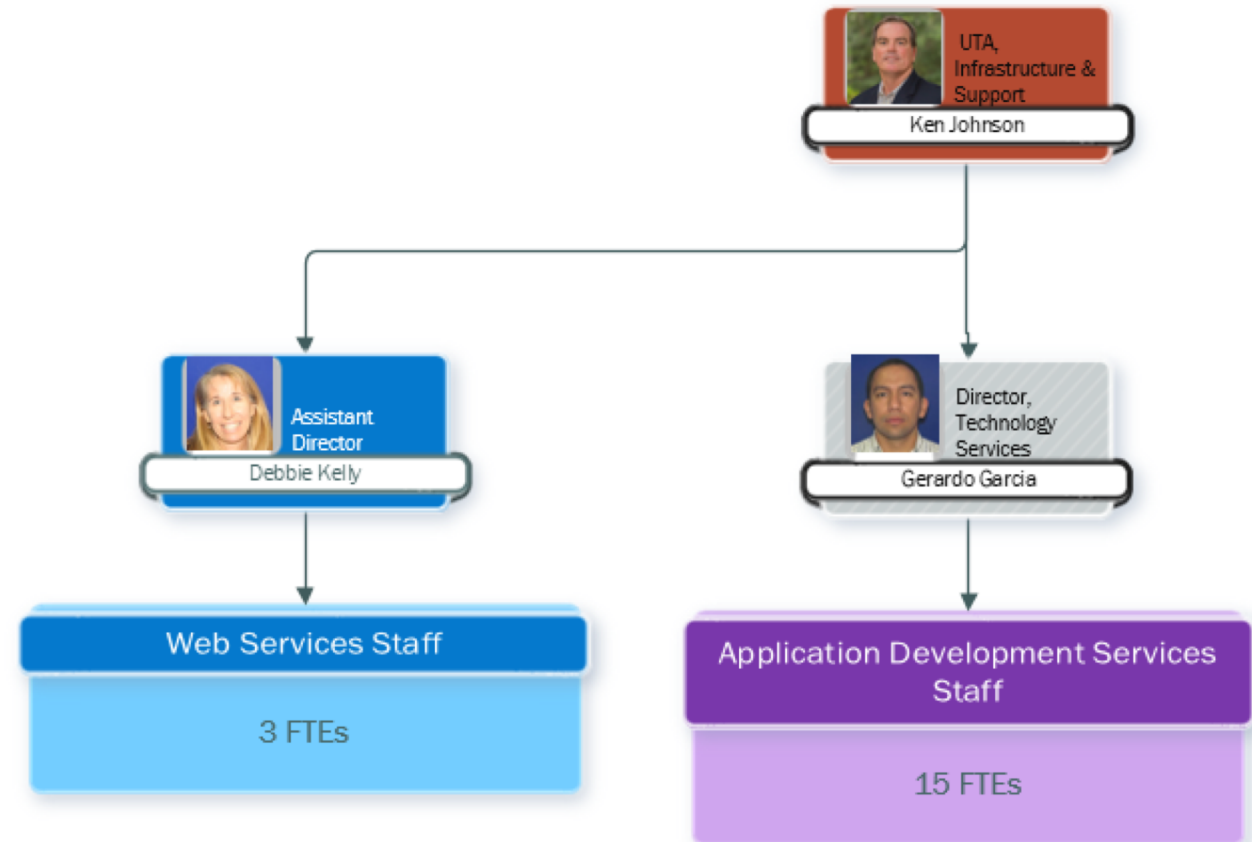 UTA,
Infrastructure &
Support
Ken Johnson
Assistant
Director
Debbie Kelly
Director,
Technology
Services
Gerardo Garcia
Web Services Staff
3 FTEs
Application Development Services
Staff
15 FTEs